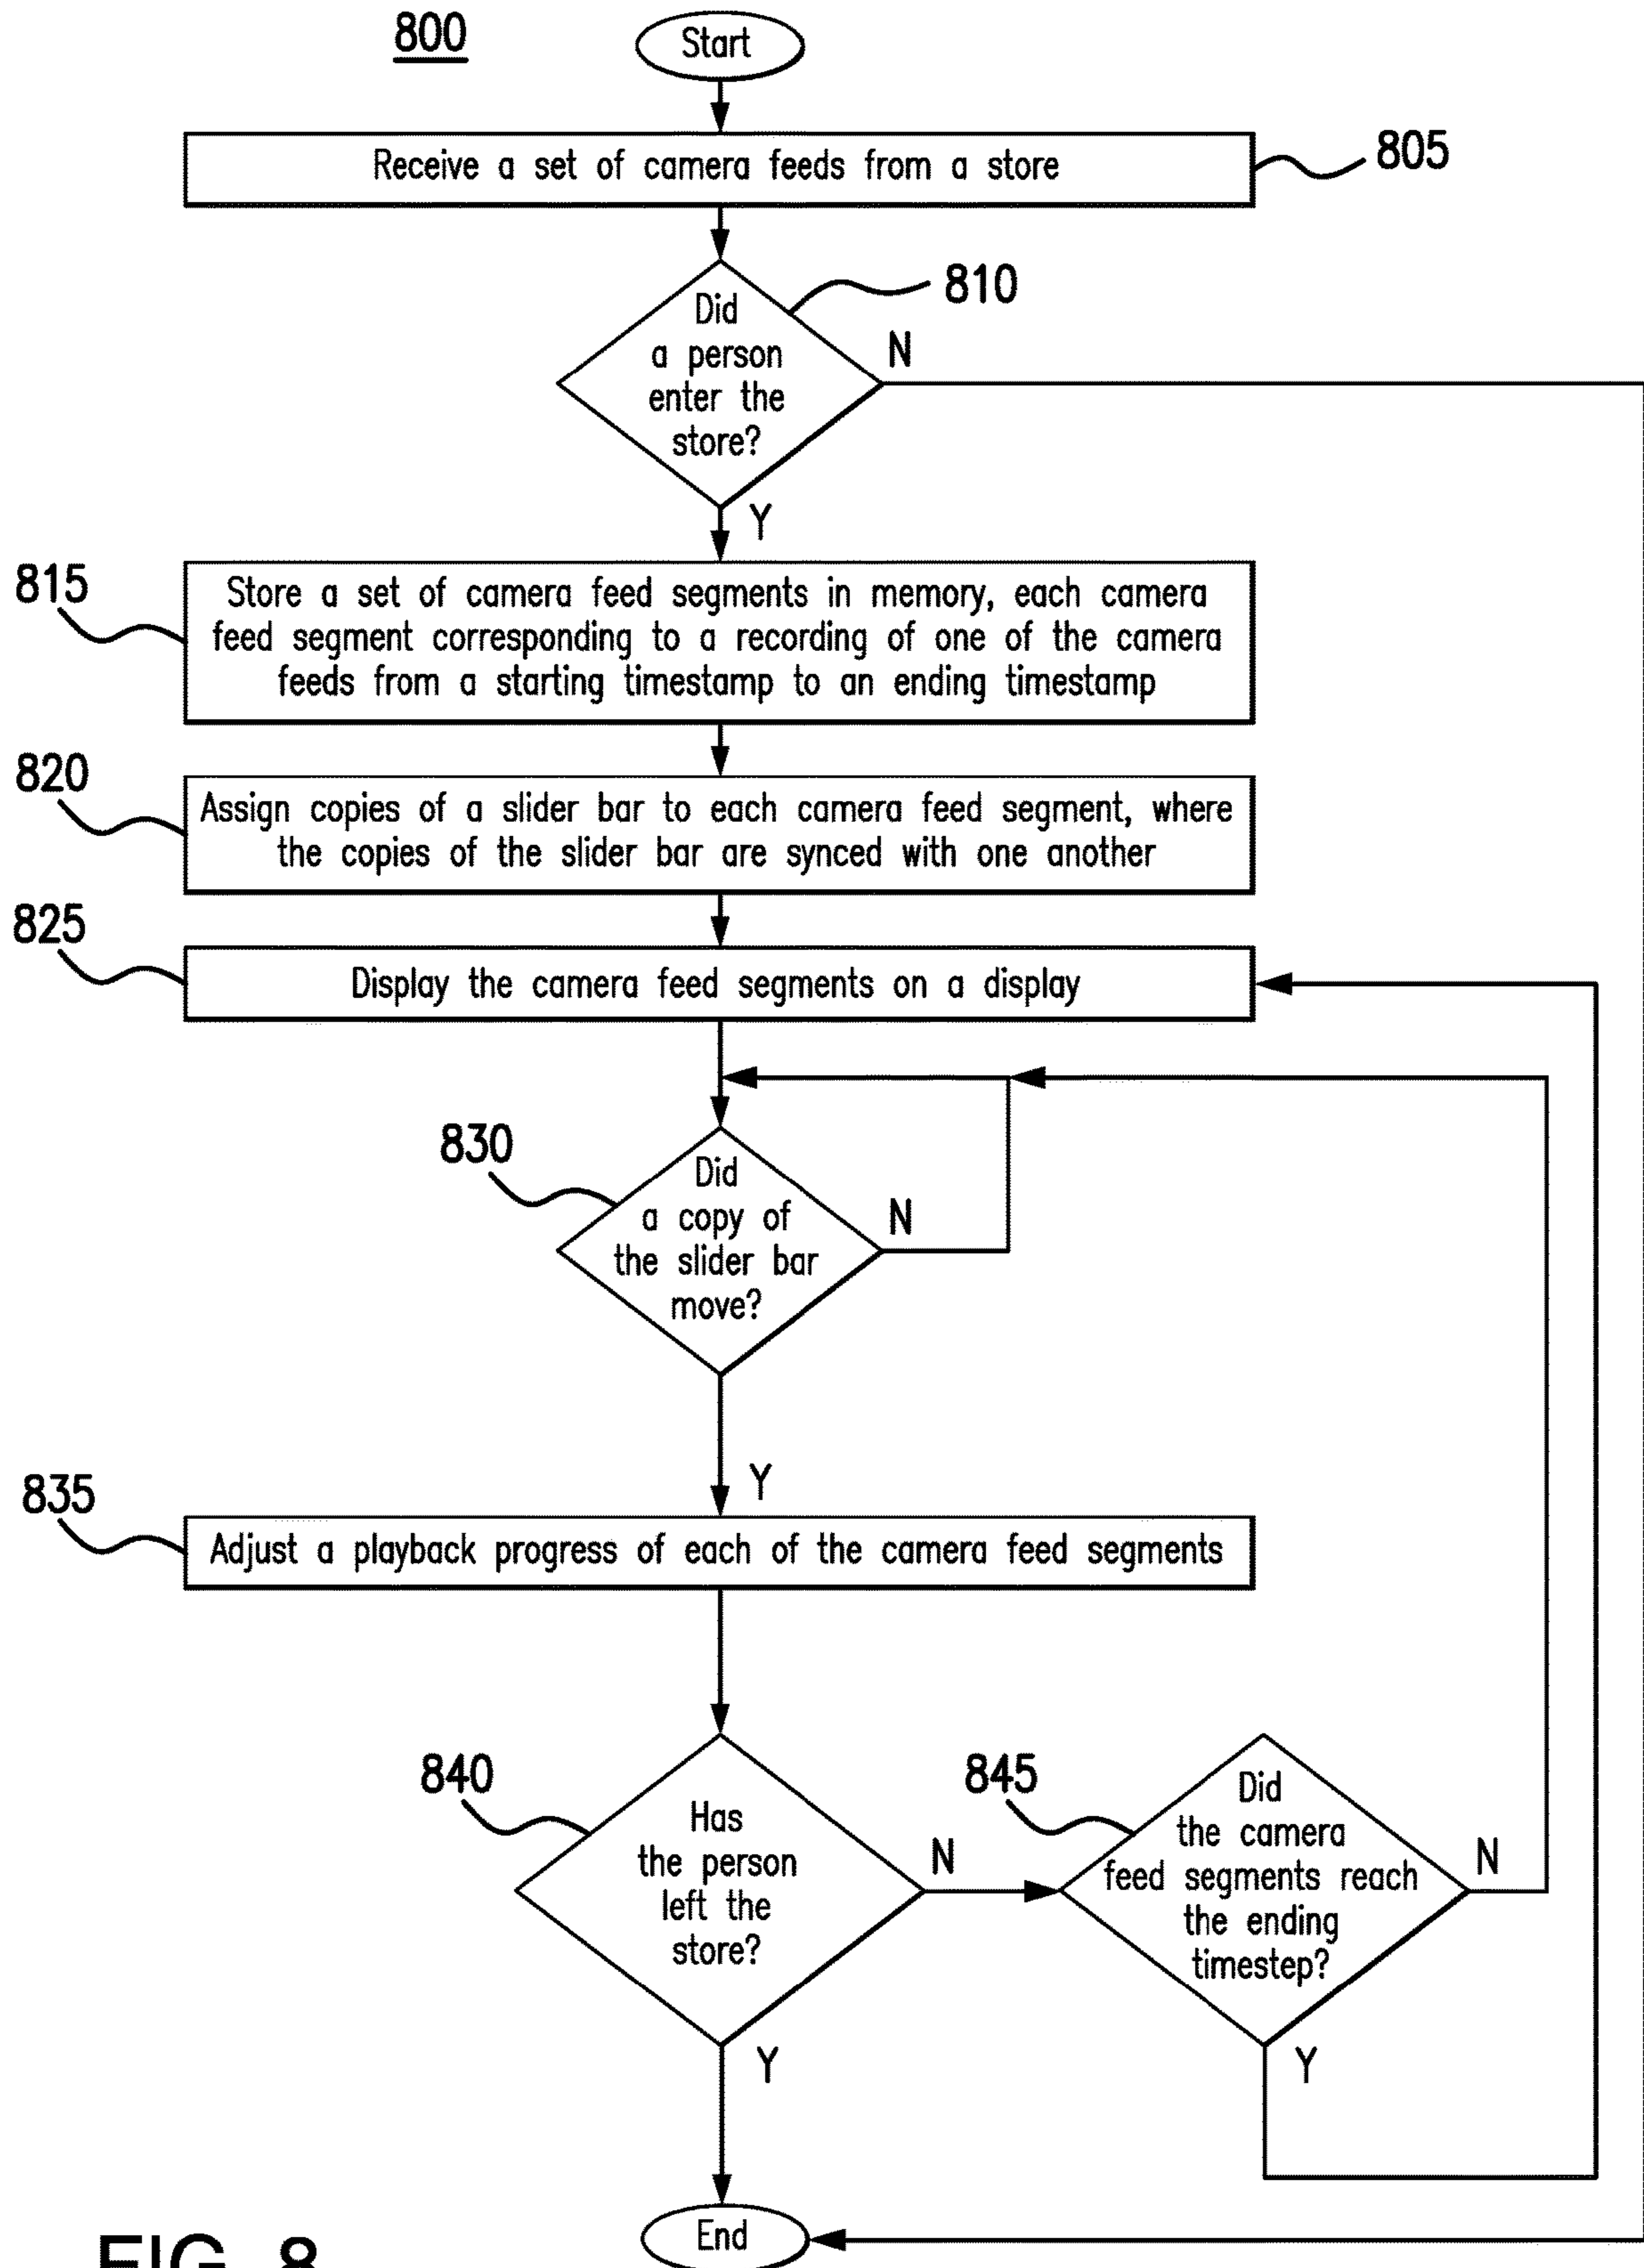 800
Start
Receive a set of camera feeds from a store
805
810
Did
a person
enter the
store?
N
Y
815
Store a set of camera feed segments in memory, each camera
feed segment corresponding to a recording of one of the camera
feeds from a starting timestamp to an ending timestamp
820
Assign copies of a slider bar to each camera feed segment, where
the copies of the slider bar are synced with one another
825
Display the camera feed segments on a display
830
Did
a copy of
the slider bar
move?
N
Y
835
Adjust a playback progress of each of the camera feed segments
840
Has
the person
left the
store?
N
Y
845
Did
the camera
feed segments reach
the ending
timestep?
N
Y
End
FIG. 8